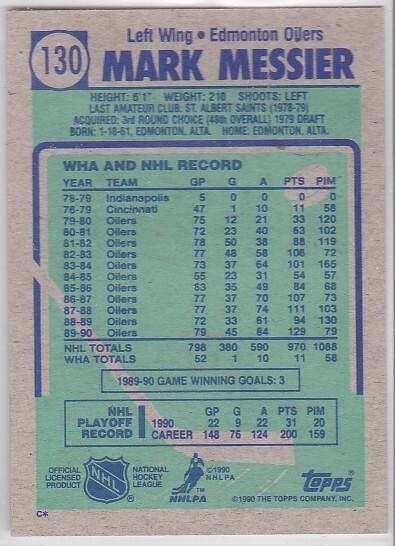 130
Left Wing • Edmonton Oilers
MARK MESSIER
HEIGHT: 6'1" WEIGHT: 210 SHOOTS: LEFT
LAST AMATEUR CLUB: ST. ALBERT SAINTS (1978-79)
ACQUIRED: 3rd ROUND CHOICE (48th OVERALL) 1979 DRAFT
BORN: 1-18-61, EDMONTON, ALTA. HOME: EDMONTON, ALTA.
WHA AND NHL RECORD
YEAR TEAM GP G A PTS PIM
78-79 Indianapolis 5 0 0 0 0
78-79 Cincinnati 47 1 10 11 58
79-80 Oilers 75 12 21 33 120
80-81 Oilers 72 23 40 63 102
81-82 Oilers 78 50 38 88 119
82-83 Oilers 77 48 58 106 72
83-84 Oilers 73 37 64 101 165
84-85 Oilers 55 23 31 54 57
85-86 Oilers 63 35 49 84 68
86-87 Oilers 77 37 70 107 73
87-88 Oilers 77 37 74 111 103
88-89 Oilers 72 33 61 94 130
89-90 Oilers 79 45 84 129 79
NHL TOTALS 798 380 590 970 1088
WHA TOTALS 52 1 10 11 58
1989-90 GAME WINNING GOALS: 3
NHL PLAYOFF RECORD
GP G A PTS PIM
1990 22 9 22 31 20
CAREER 148 76 124 200 159
OFFICIAL LICENSED PRODUCT
NHL
NATIONAL HOCKEY LEAGUE
NHLPA
©1990 NHLPA
topps
©1990 THE TOPPS COMPANY, INC.
C*